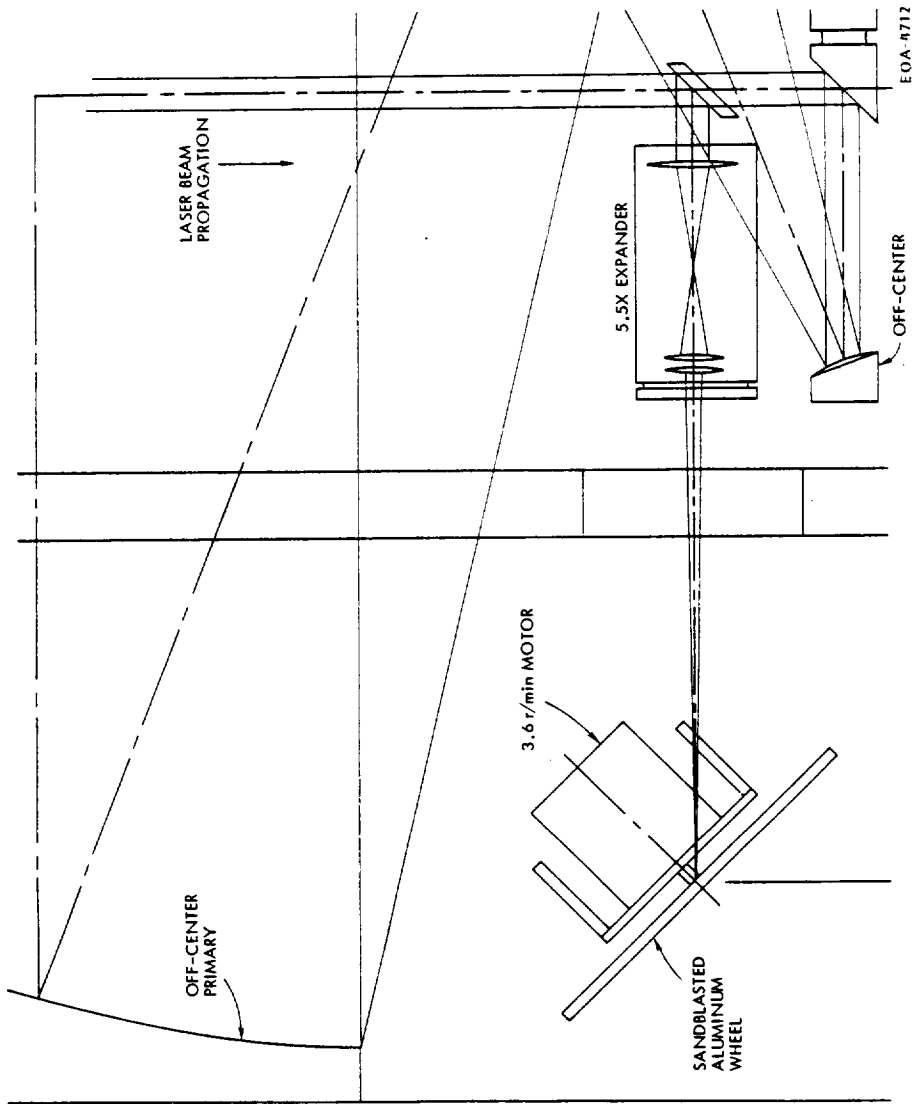 LASER BEAM
PROPAGATION
5.5X EXPANDER
OFF-CENTER
3.6 r/min MOTOR
OFF-CENTER
PRIMARY
SANDBLASTED
ALUMINUM
WHEEL
EOA-4712